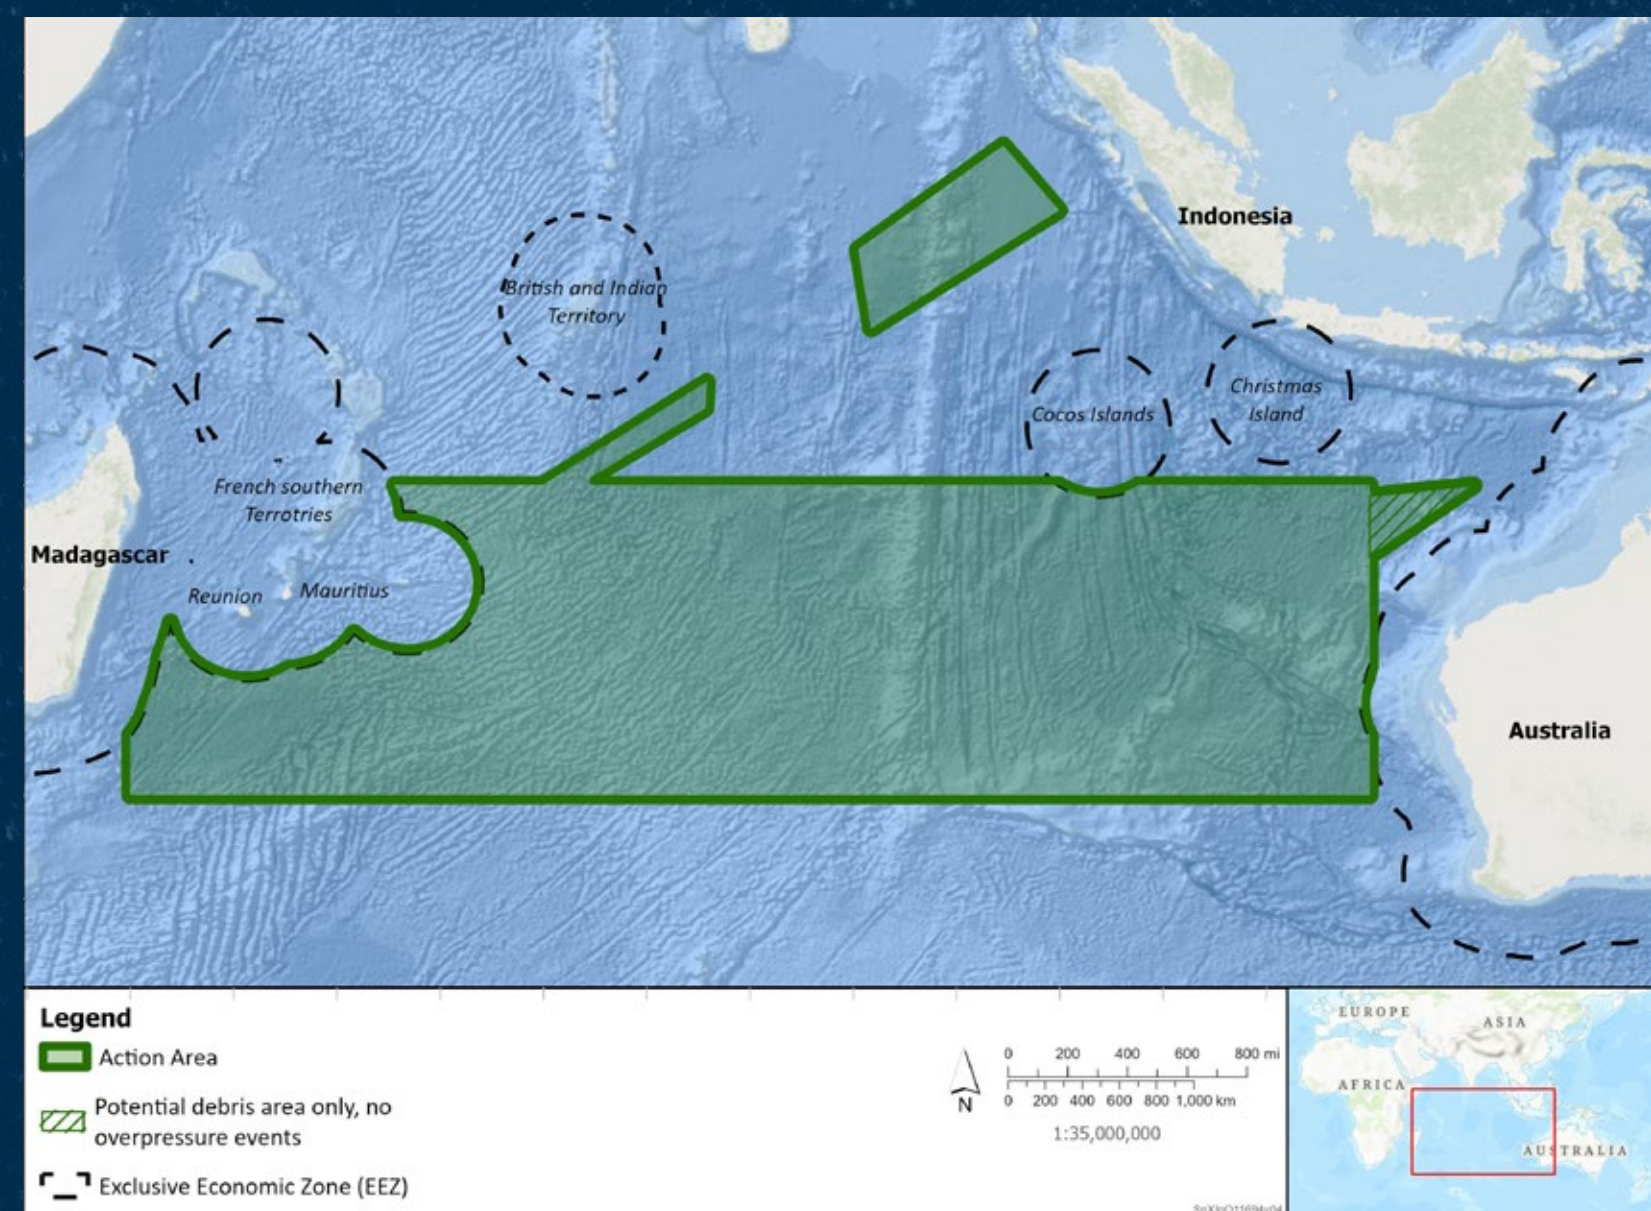 Indonesia
British and Indian
Territory
Christmas
Island
Cocos Islands
French southern
Terrotries
Madagascar
Reunion
Mauritius
Australia
Legend
Action Area
Potential debris area only, no
overpressure events
Exclusive Economic Zone (EEZ)
N
0 200 400 600 800 mi
0 200 400 600 800 1,000 km
1:35,000,000
EUROPE
ASIA
AFRICA
AUSTRALIA